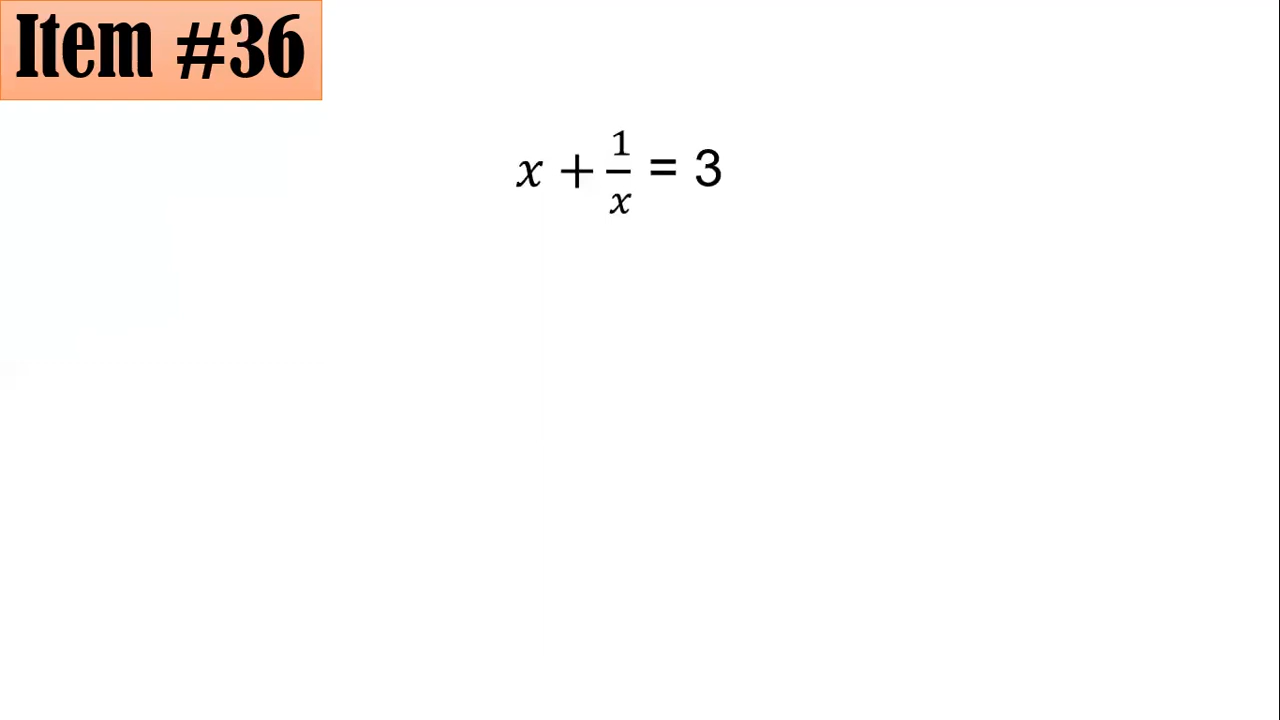 Item #36
x + 1/x = 3